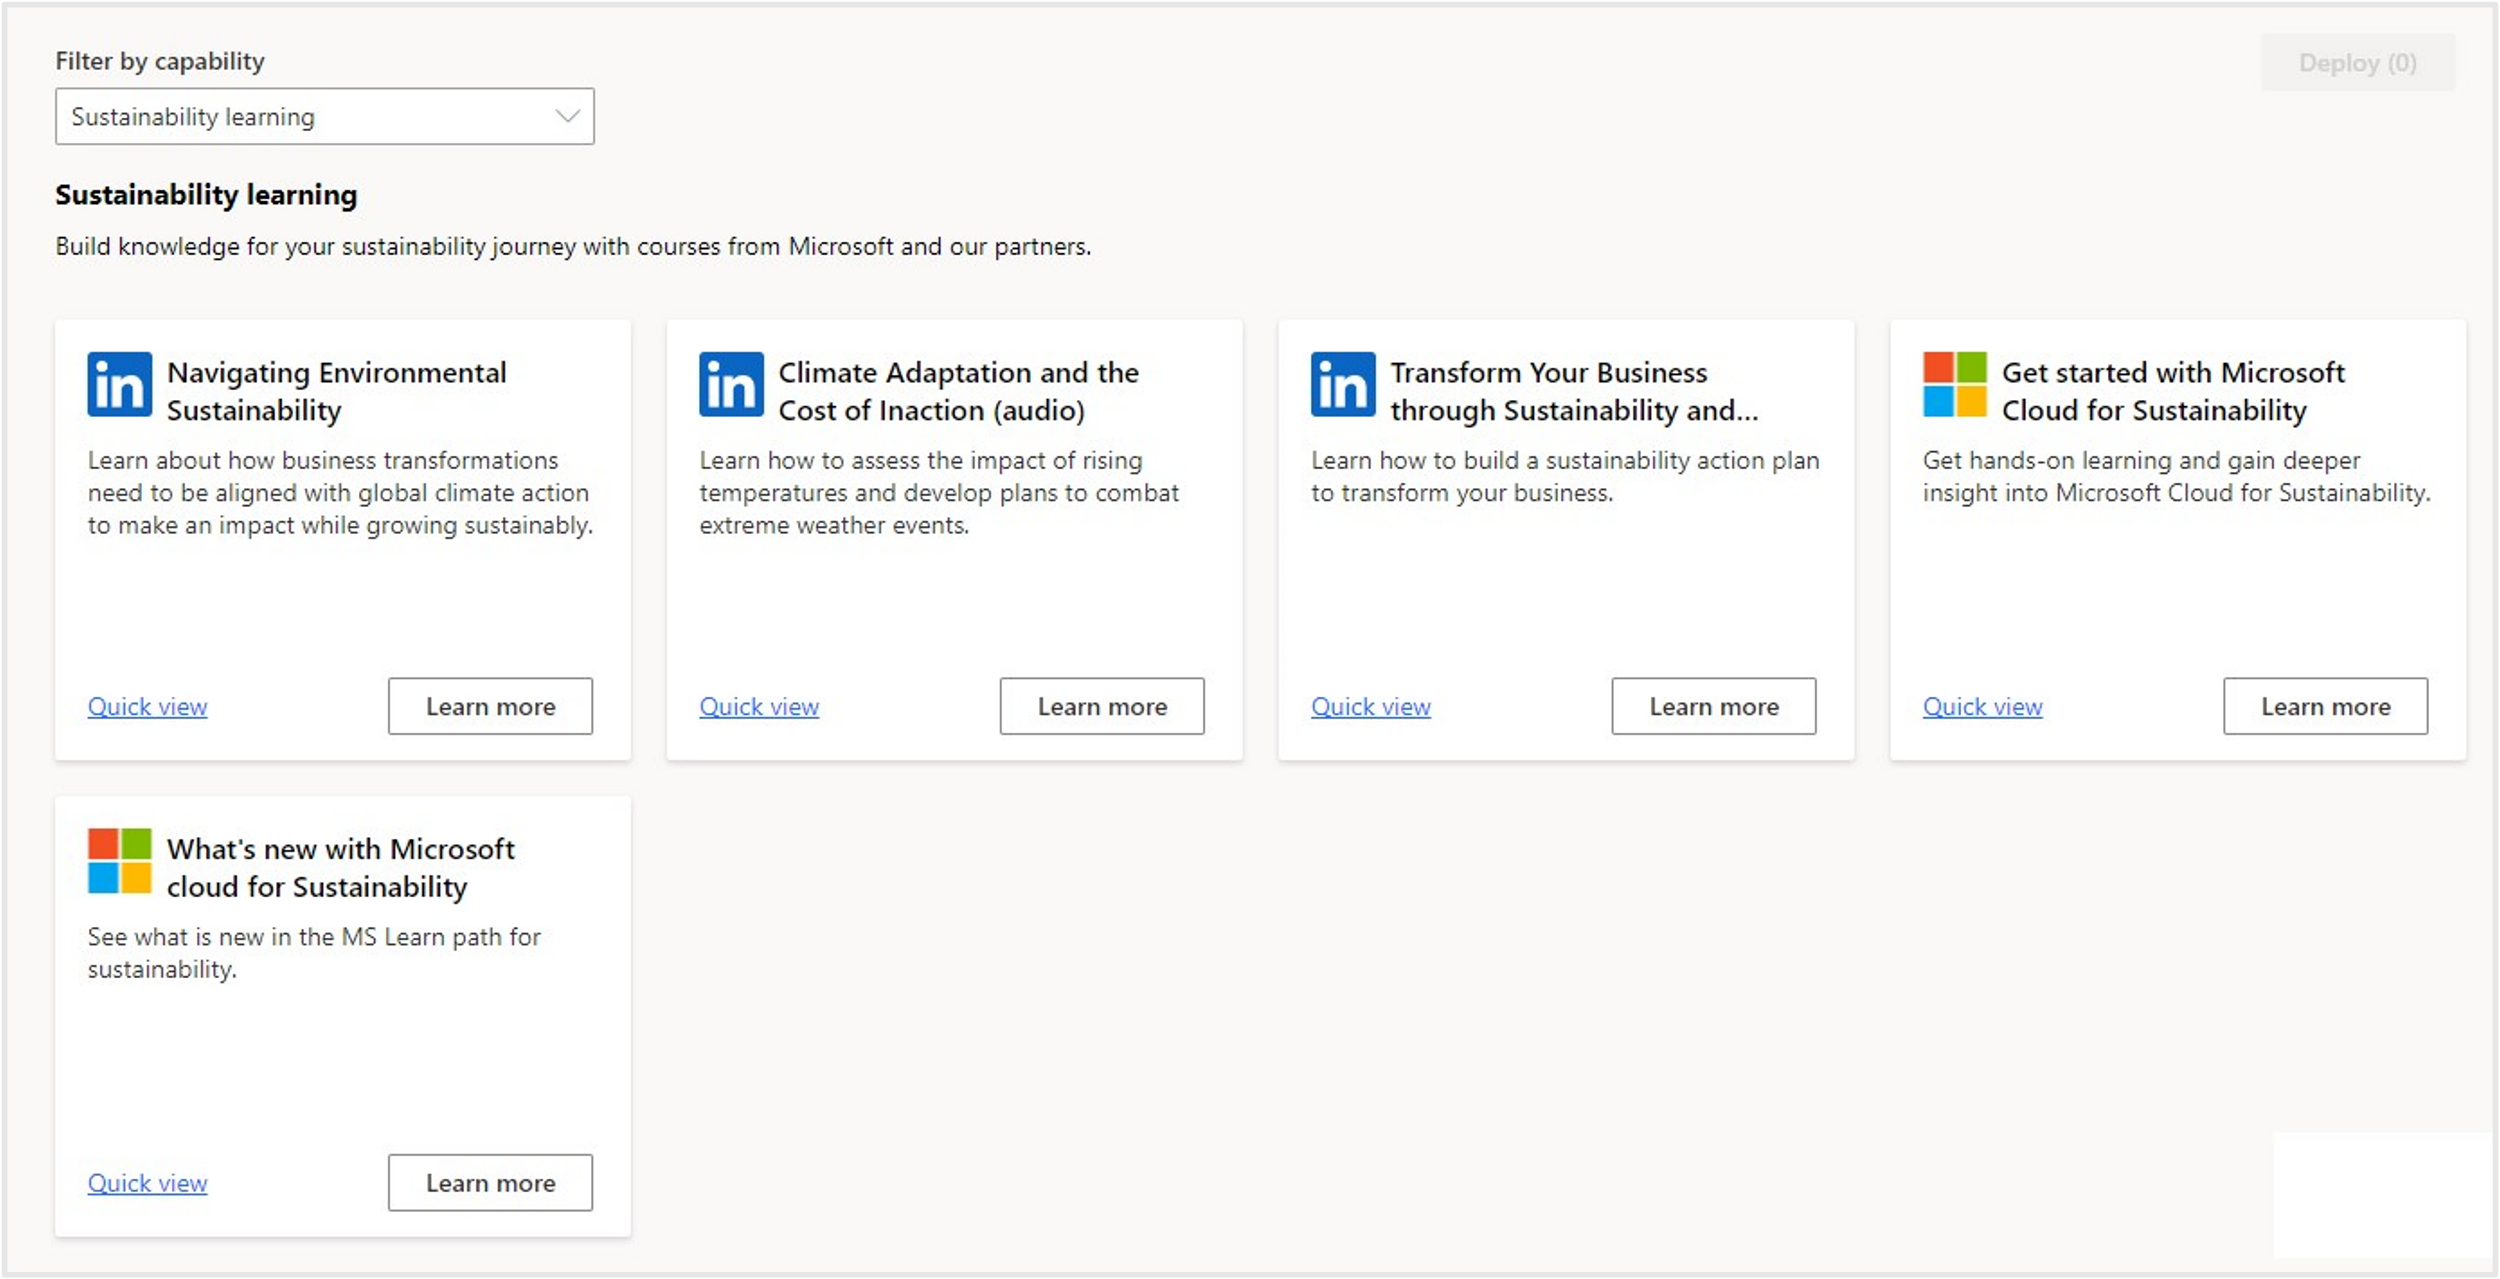 Filter by capability
Deploy (0)
Sustainability learning
Sustainability learning
Build knowledge for your sustainability journey with courses from Microsoft and our partners.
in
Navigating Environmental
Sustainability
Learn about how business transformations
need to be aligned with global climate action
to make an impact while growing sustainably.
Quick view
Learn more
in
Climate Adaptation and the
Cost of Inaction (audio)
Learn how to assess the impact of rising
temperatures and develop plans to combat
extreme weather events.
Quick view
Learn more
in
Transform Your Business
through Sustainability and...
Learn how to build a sustainability action plan
to transform your business.
Quick view
Learn more
Get started with Microsoft
Cloud for Sustainability
Get hands-on learning and gain deeper
insight into Microsoft Cloud for Sustainability.
Quick view
Learn more
What's new with Microsoft
cloud for Sustainability
See what is new in the MS Learn path for
sustainability.
Quick view
Learn more